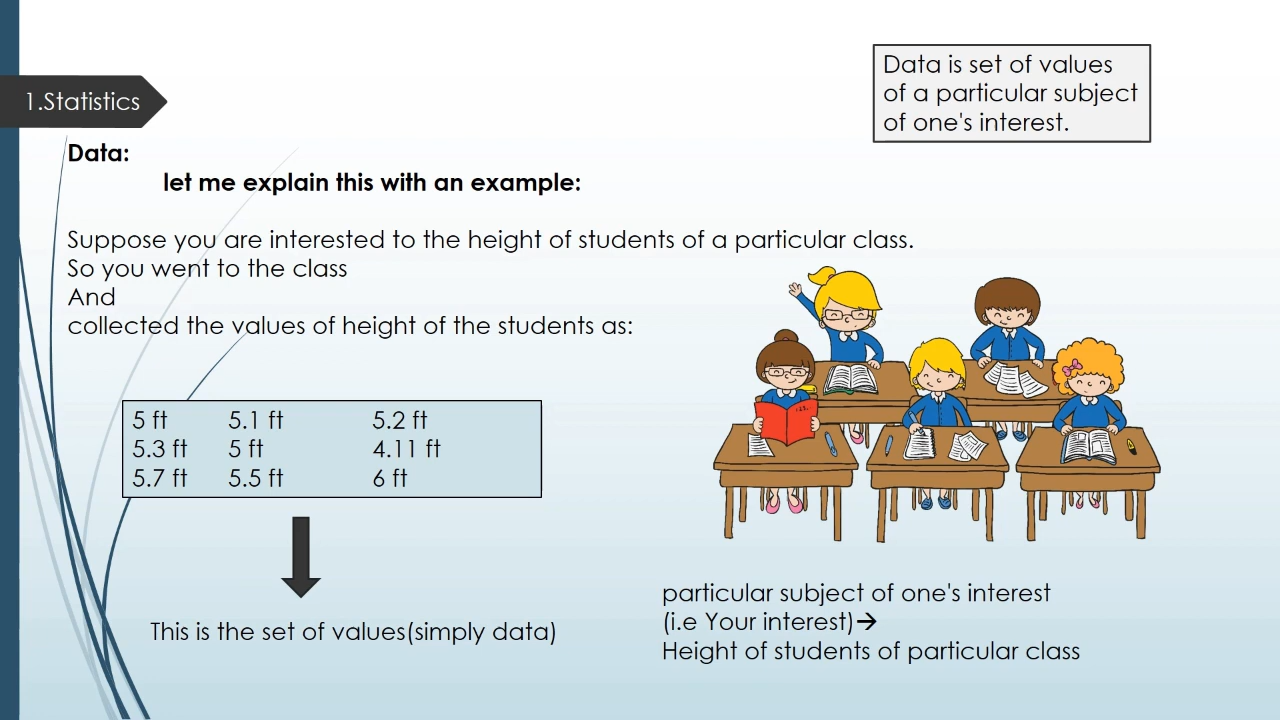 Data is set of values
of a particular subject
of one's interest.
1.Statistics
Data:
let me explain this with an example:
Suppose you are interested to the height of students of a particular class.
So you went to the class
And
collected the values of height of the students as:
5 ft 5.1 ft 5.2 ft
5.3 ft 5 ft 4.11 ft
5.7 ft 5.5 ft 6 ft
This is the set of values(simply data)
particular subject of one's interest
(i.e Your interest)→
Height of students of particular class